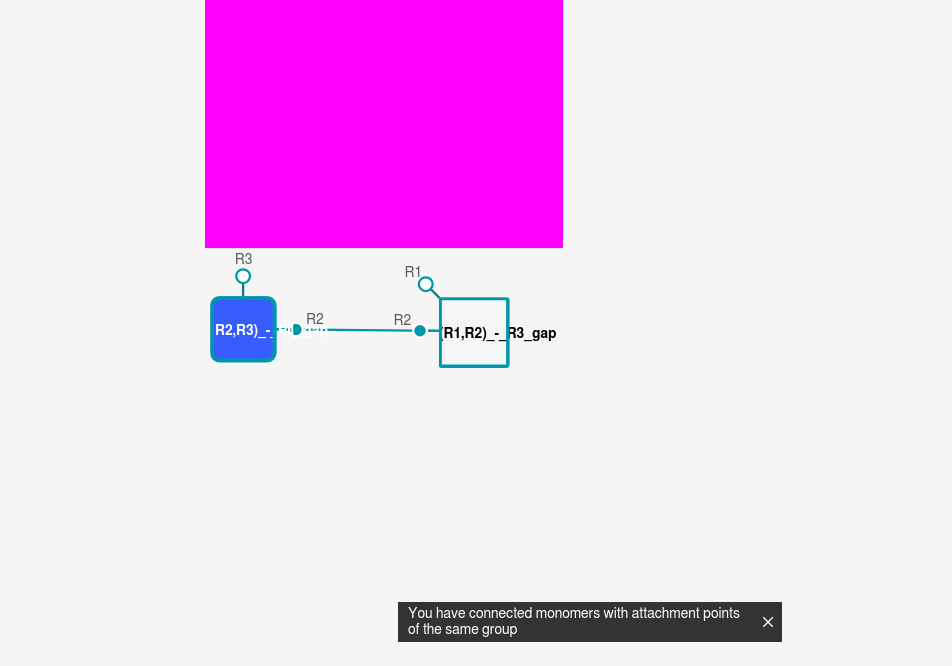 R3
R1
R2
R2
R2,R3)_-_R1_gap
(R1,R2)_-_R3_gap
You have connected monomers with attachment points
of the same group